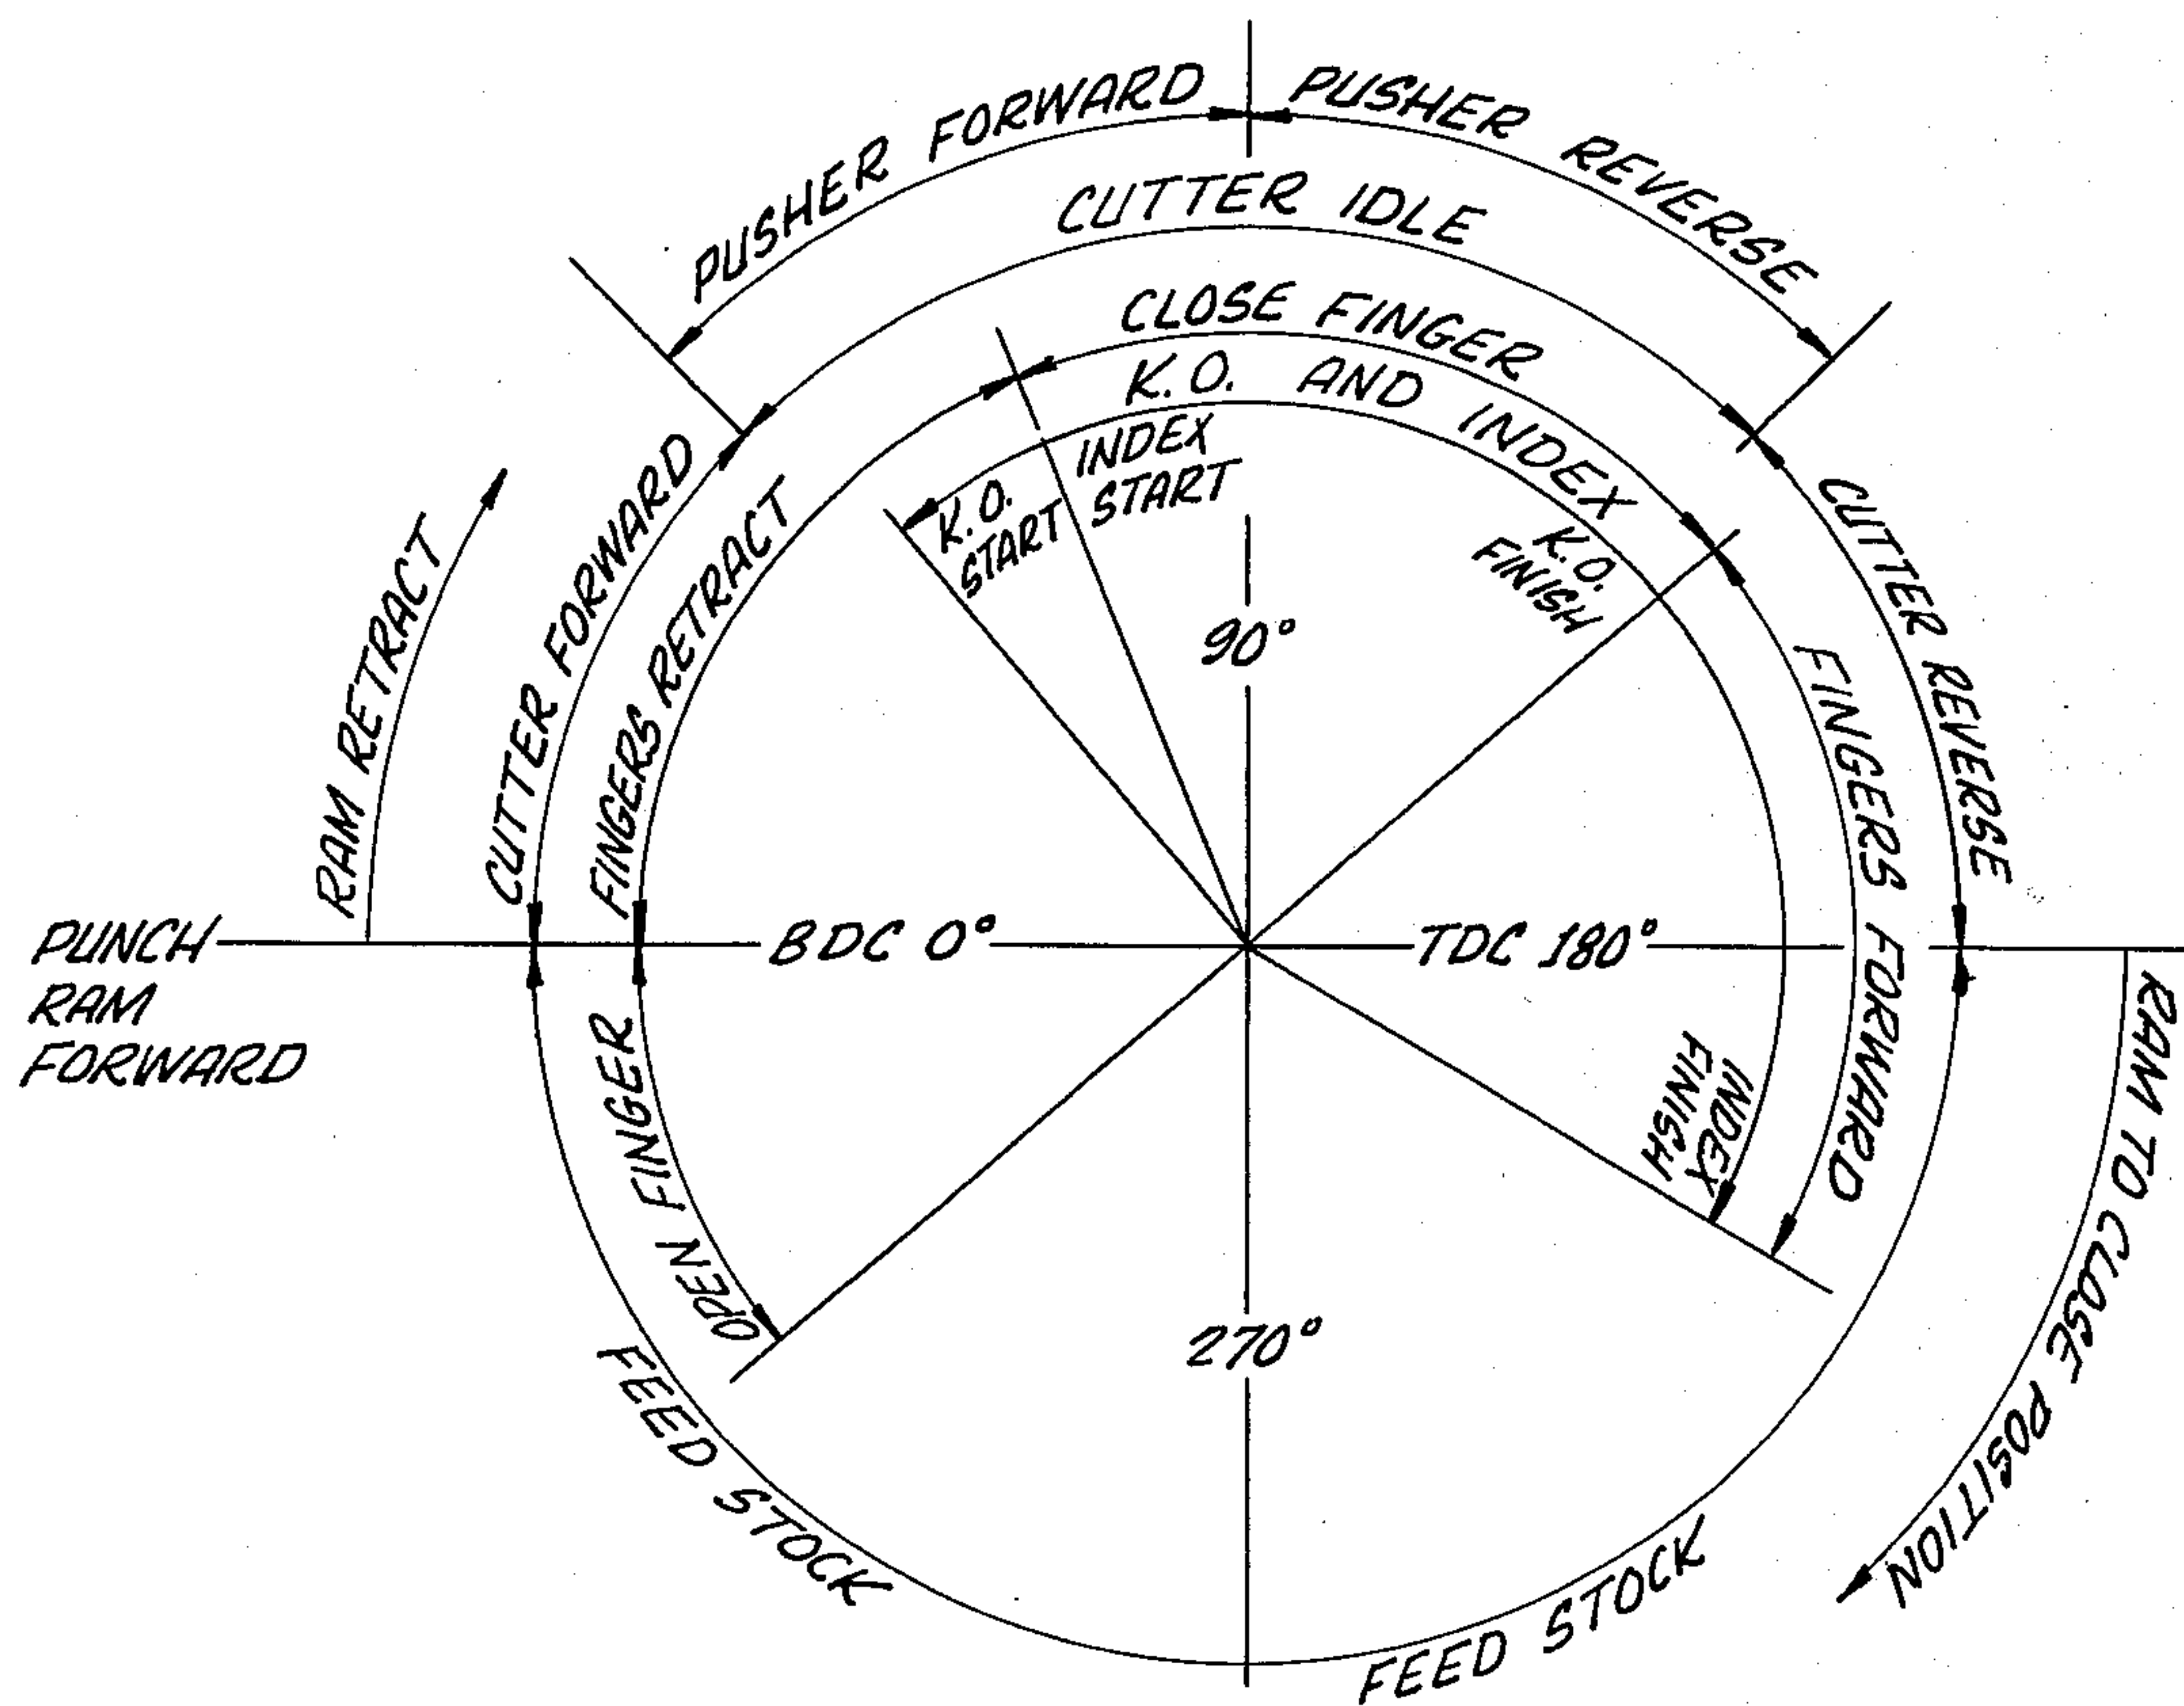 PUSHER FORWARD
PUSHER REVERSE
CUTTER IDLE
CLOSE FINGER
K.O. AND INDEX
K.O.
START
INDEX
START
K.O.
FINISH
RAM RETRACT
CUTTER FORWARD
FINGERS RETRACT
CUTTER REVERSE
FINGERS FORWARD
90°
PUNCH
RAM
FORWARD
BDC 0°
TDC 180°
INDEX
FINISH
RAM TO CLOSE POSITION
OPEN FINGER
270°
FEED STOCK
FEED STOCK